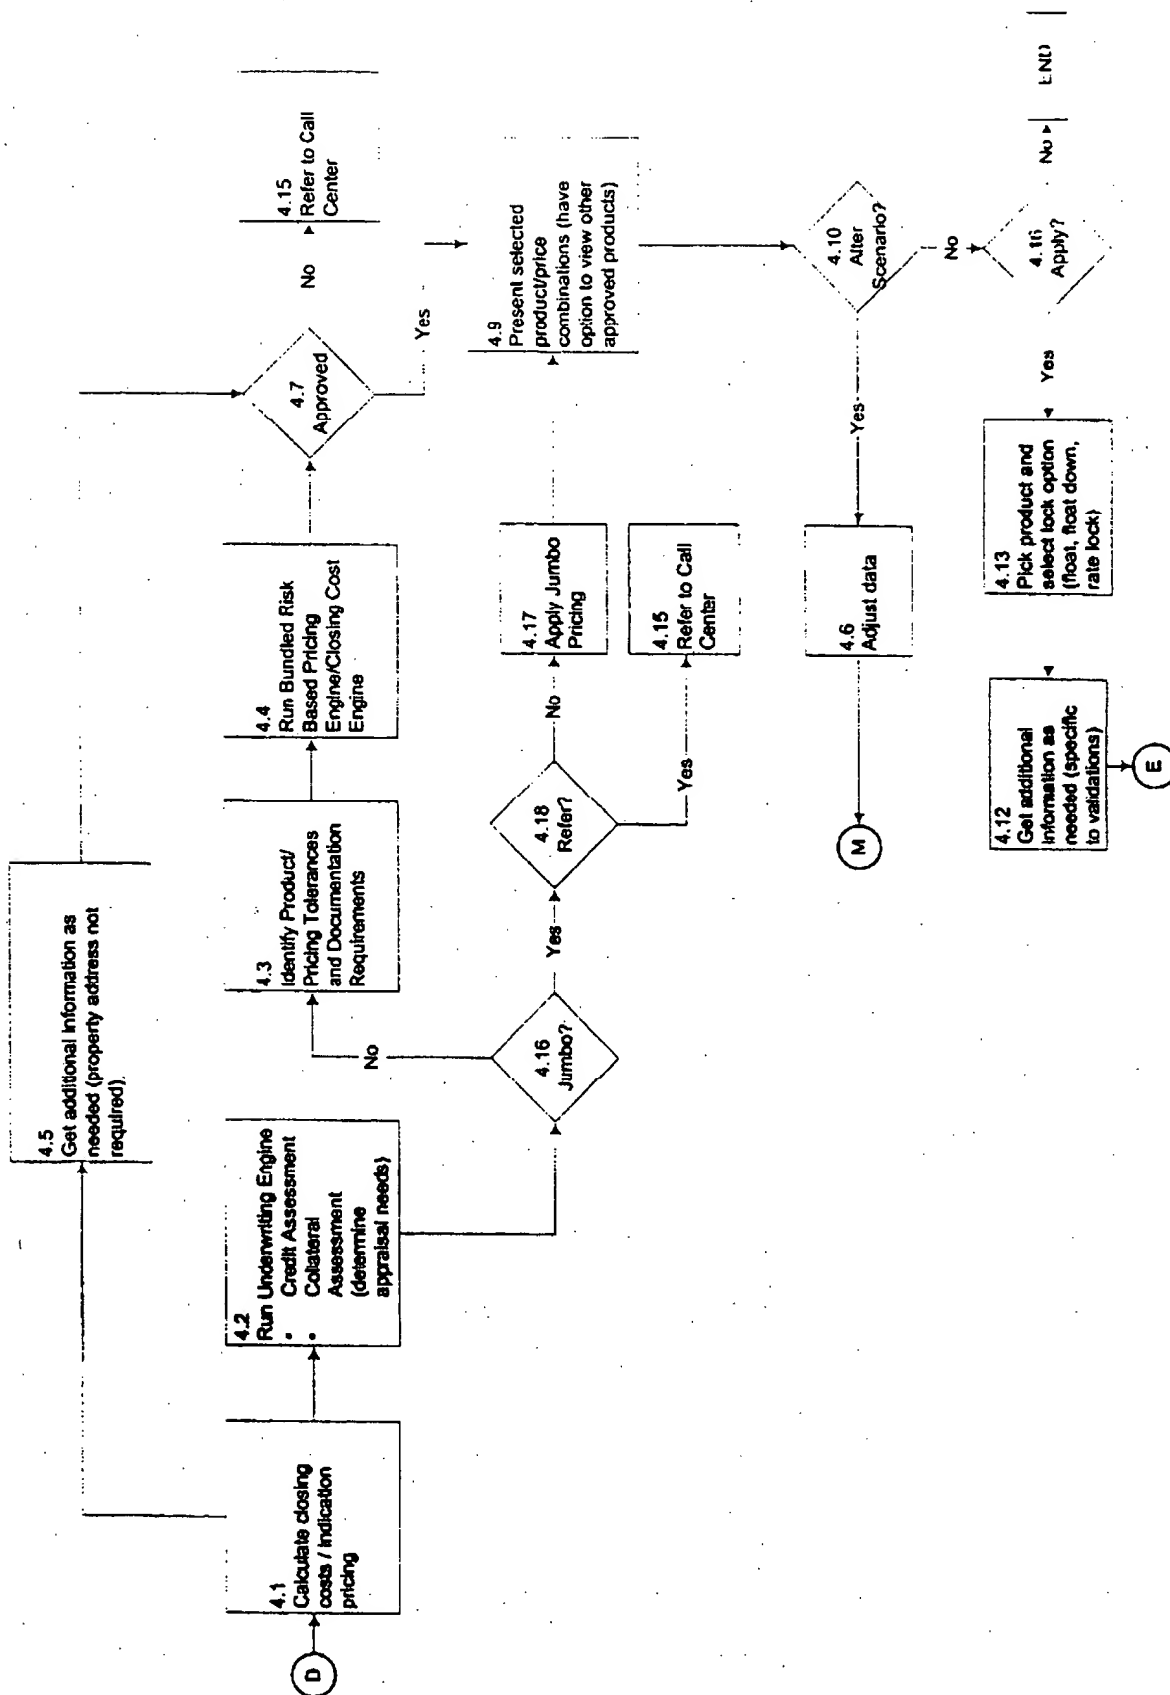 D
4.1
Calculate closing
costs / indication
pricing
4.5
Get additional information as
needed (property address not
required).
4.2
Run Underwriting Engine
• Credit Assessment
• Collateral
Assessment
(determine
appraisal needs)
4.16
Jumbo?
No
Yes
4.3
Identify Product/
Pricing Tolerances
and Documentation
Requirements
4.4
Run Bundled Risk
Based Pricing
Engine/Closing Cost
Engine
4.7
Approved
No
4.15
Refer to Call
Center
Yes
4.18
Refer?
No
Yes
4.17
Apply Jumbo
Pricing
4.15
Refer to Call
Center
4.9
Present selected
product/price
combinations (have
option to view other
approved products)
4.10
Alter
Scenario?
Yes
No
4.6
Adjust data
M
4.16
Apply?
No
END
Yes
4.13
Pick product and
select lock option
(float, float down,
rate lock)
4.12
Get additional
information as
needed (specific
to validations)
E